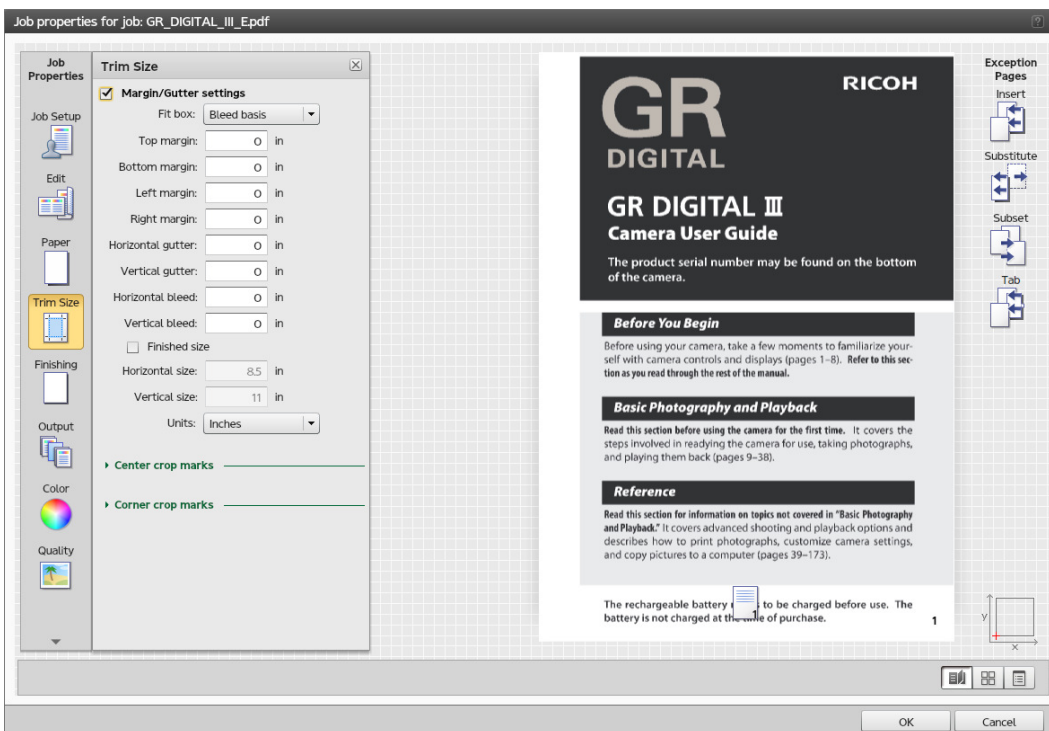 Job properties for job: GR_DIGITAL_III_E.pdf
?
Job
Properties
Job Setup
Edit
Paper
Trim Size
Finishing
Output
Color
Quality
Trim Size
Margin/Gutter settings
Fit box: Bleed basis
Top margin: 0 in
Bottom margin: 0 in
Left margin: 0 in
Right margin: 0 in
Horizontal gutter: 0 in
Vertical gutter: 0 in
Horizontal bleed: 0 in
Vertical bleed: 0 in
Finished size
Horizontal size: 8.5 in
Vertical size: 11 in
Units: Inches
Center crop marks
Corner crop marks
RICOH
GR
DIGITAL
GR DIGITAL III
Camera User Guide
The product serial number may be found on the bottom
of the camera.
Before You Begin
Before using your camera, take a few moments to familiarize your-
self with camera controls and displays (pages 1–8). Refer to this sec-
tion as you read through the rest of the manual.
Basic Photography and Playback
Read this section before using the camera for the first time. It covers the
steps involved in readying the camera for use, taking photographs,
and playing them back (pages 9–38).
Reference
Read this section for information on topics not covered in "Basic Photography
and Playback." It covers advanced shooting and playback options and
describes how to print photographs, customize camera settings,
and copy pictures to a computer (pages 39–173).
The rechargeable battery to be charged before use. The
battery is not charged at the time of purchase.
1
1
Exception
Pages
Insert
Substitute
Subset
Tab
y
x
OK
Cancel